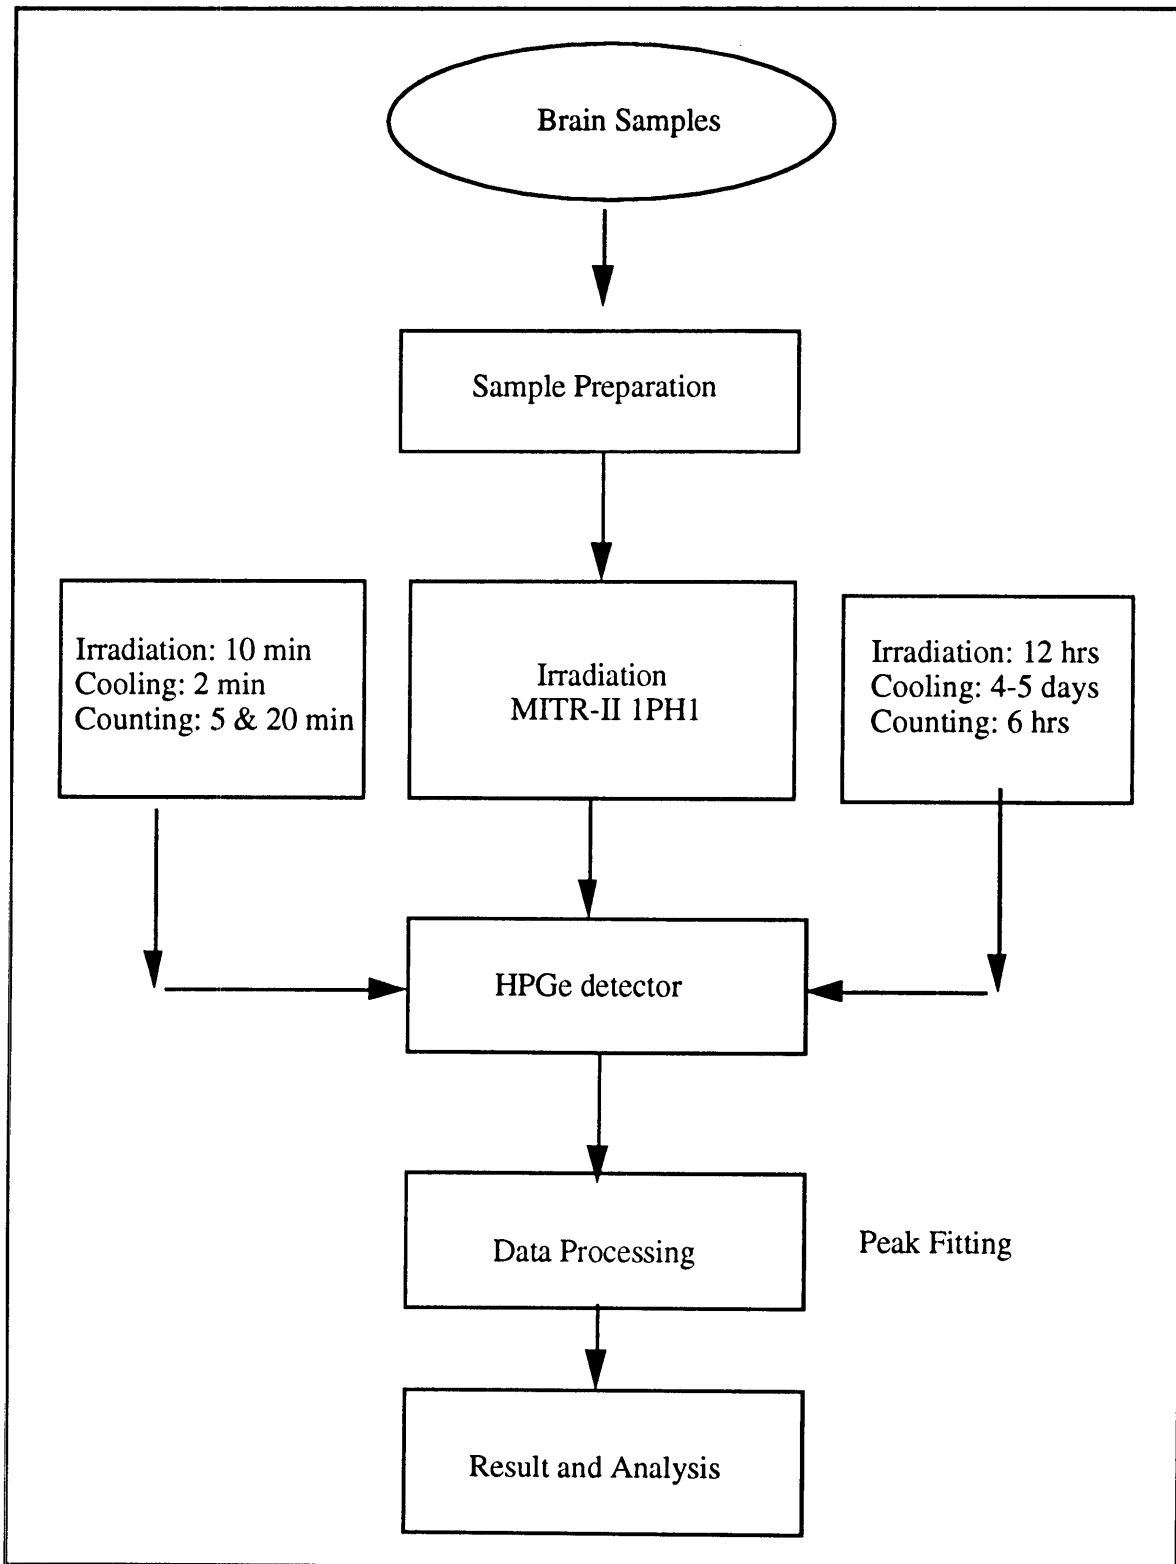 Brain Samples
Sample Preparation
Irradiation: 10 min
Cooling: 2 min
Counting: 5 & 20 min
Irradiation
MITR-II 1PH1
Irradiation: 12 hrs
Cooling: 4-5 days
Counting: 6 hrs
HPGe detector
Data Processing
Peak Fitting
Result and Analysis